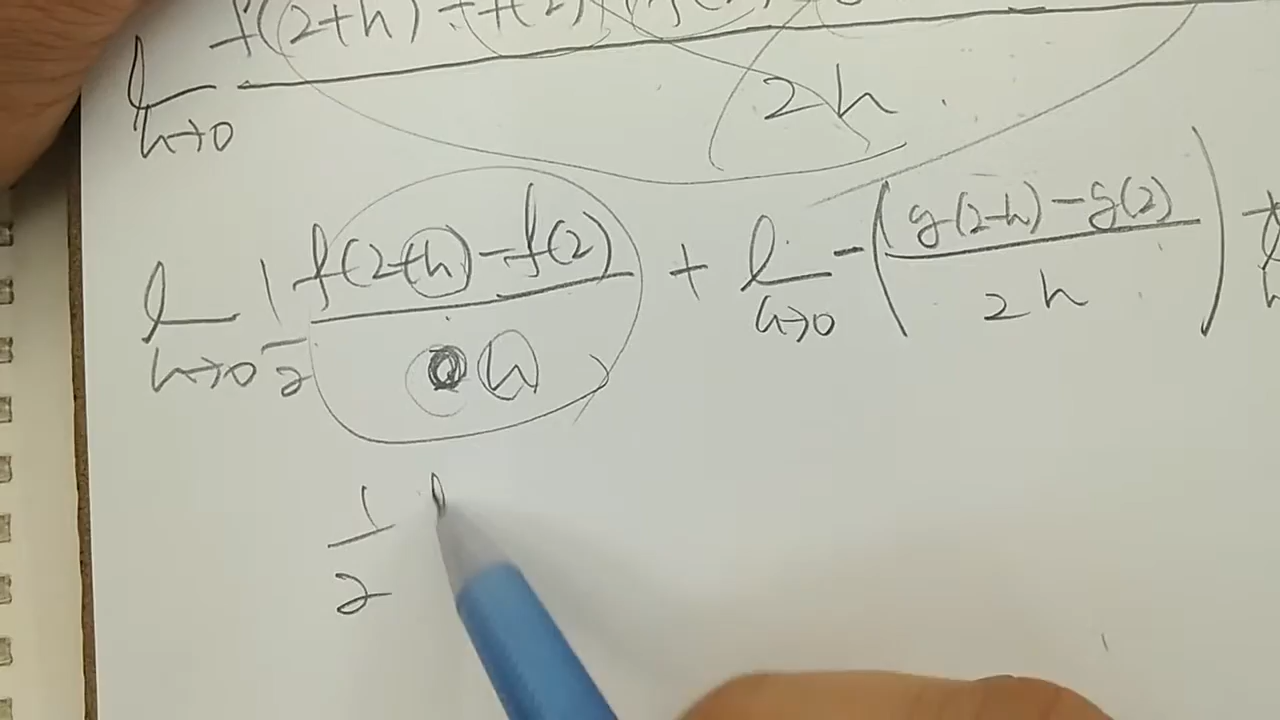 lim h→0 f(2+h) - f(2)
2h
lim h→0 1/2 f(2+h) - f(2) / h + lim h→0 - ( g(2-h) - g(2) / 2h ) +
1/2